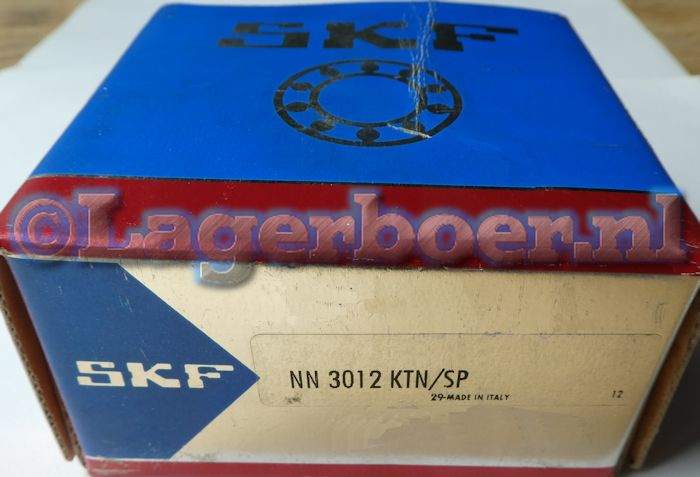 SKF
©Lagerboer.nl
SKF
NN 3012 KTN/SP
29-MADE IN ITALY
12